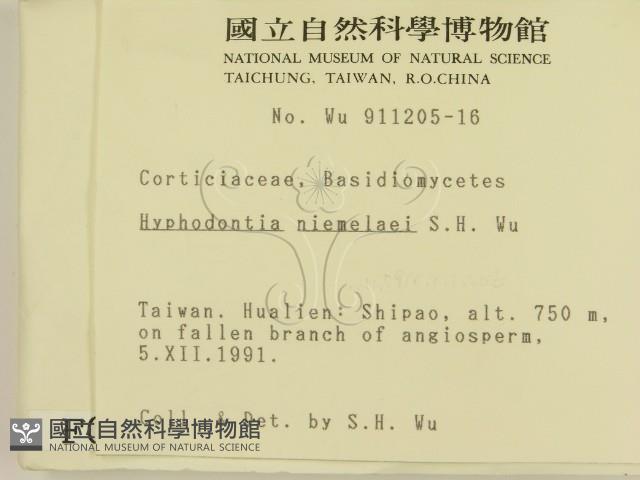 國立自然科學博物館
NATIONAL MUSEUM OF NATURAL SCIENCE
TAICHUNG, TAIWAN, R.O.CHINA
No. Wu 911205-16
Corticiaceae, Basidiomycetes
Hyphodontia niemelaei S.H. Wu
Taiwan. Hualien: Shipao, alt. 750 m,
on fallen branch of angiosperm,
5.XII.1991.
Coll. & Det. by S.H. Wu
F(
國立自然科學博物館
NATIONAL MUSEUM OF NATURAL SCIENCE